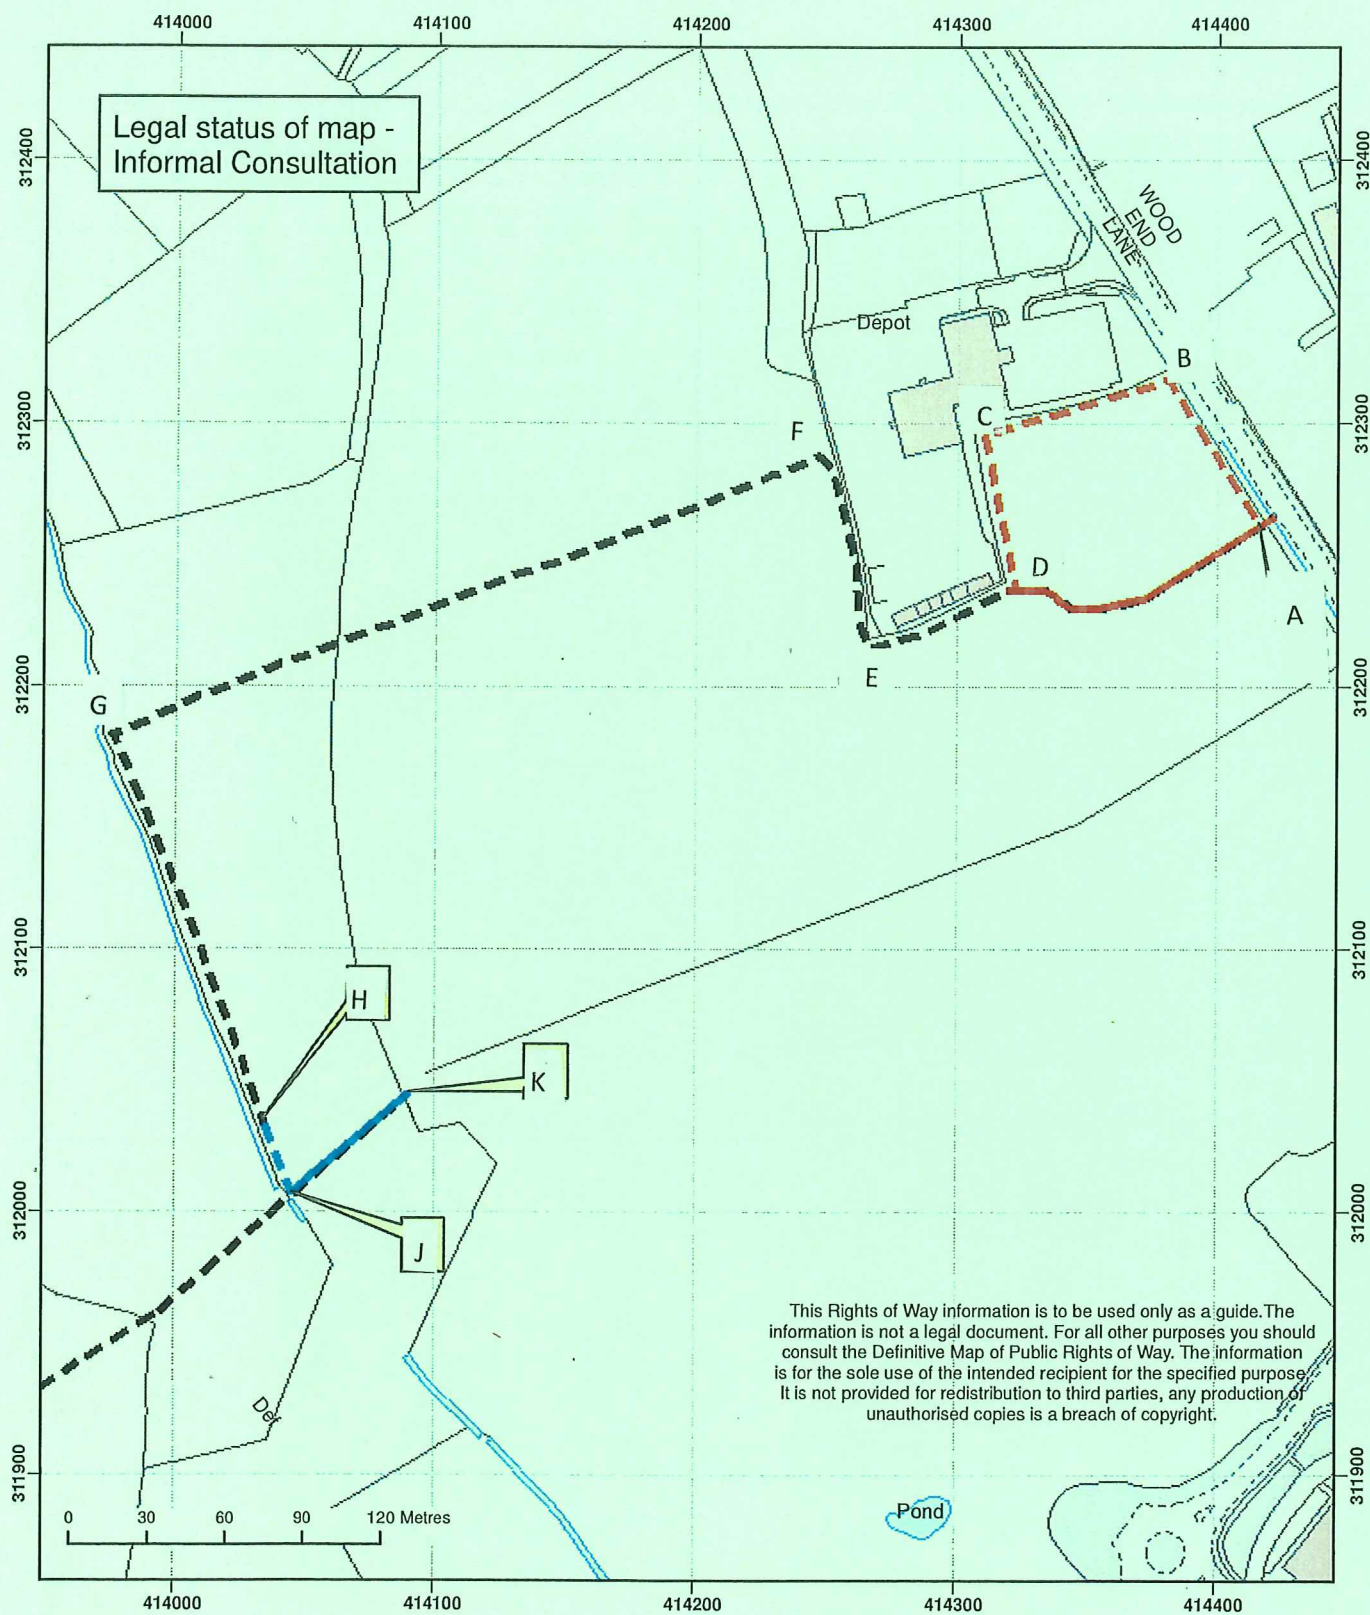 414000 414100 414200 414300 414400
Legal status of map -
Informal Consultation
312400
312400
WOOD
END
LANE
Depot
B
C
312300
312300
F
D
A
E
312200
312200
G
312100
312100
H
K
312000
312000
J
This Rights of Way information is to be used only as a guide.The
information is not a legal document. For all other purposes you should
consult the Definitive Map of Public Rights of Way. The information
is for the sole use of the intended recipient for the specified purpose
It is not provided for redistribution to third parties, any production of
unauthorised copies is a breach of copyright.
Def
311900
311900
Pond
0 30 60 90 120 Metres
414000 414100 414200 414300 414400